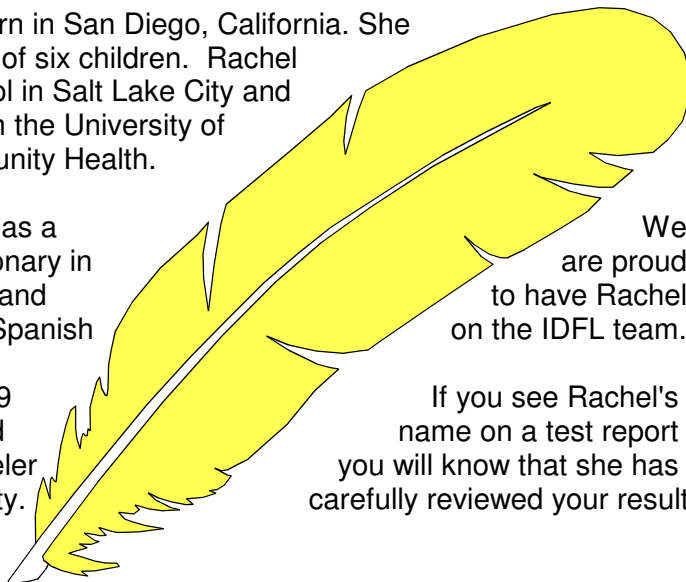 rn in San Diego, California. She
of six children. Rachel
ol in Salt Lake City and
the University of
unity Health.
as a
onary in
and
Spanish
9
eler
ty.
We
are proud
to have Rachel
on the IDFL team.
If you see Rachel's
name on a test report
you will know that she has
carefully reviewed your result